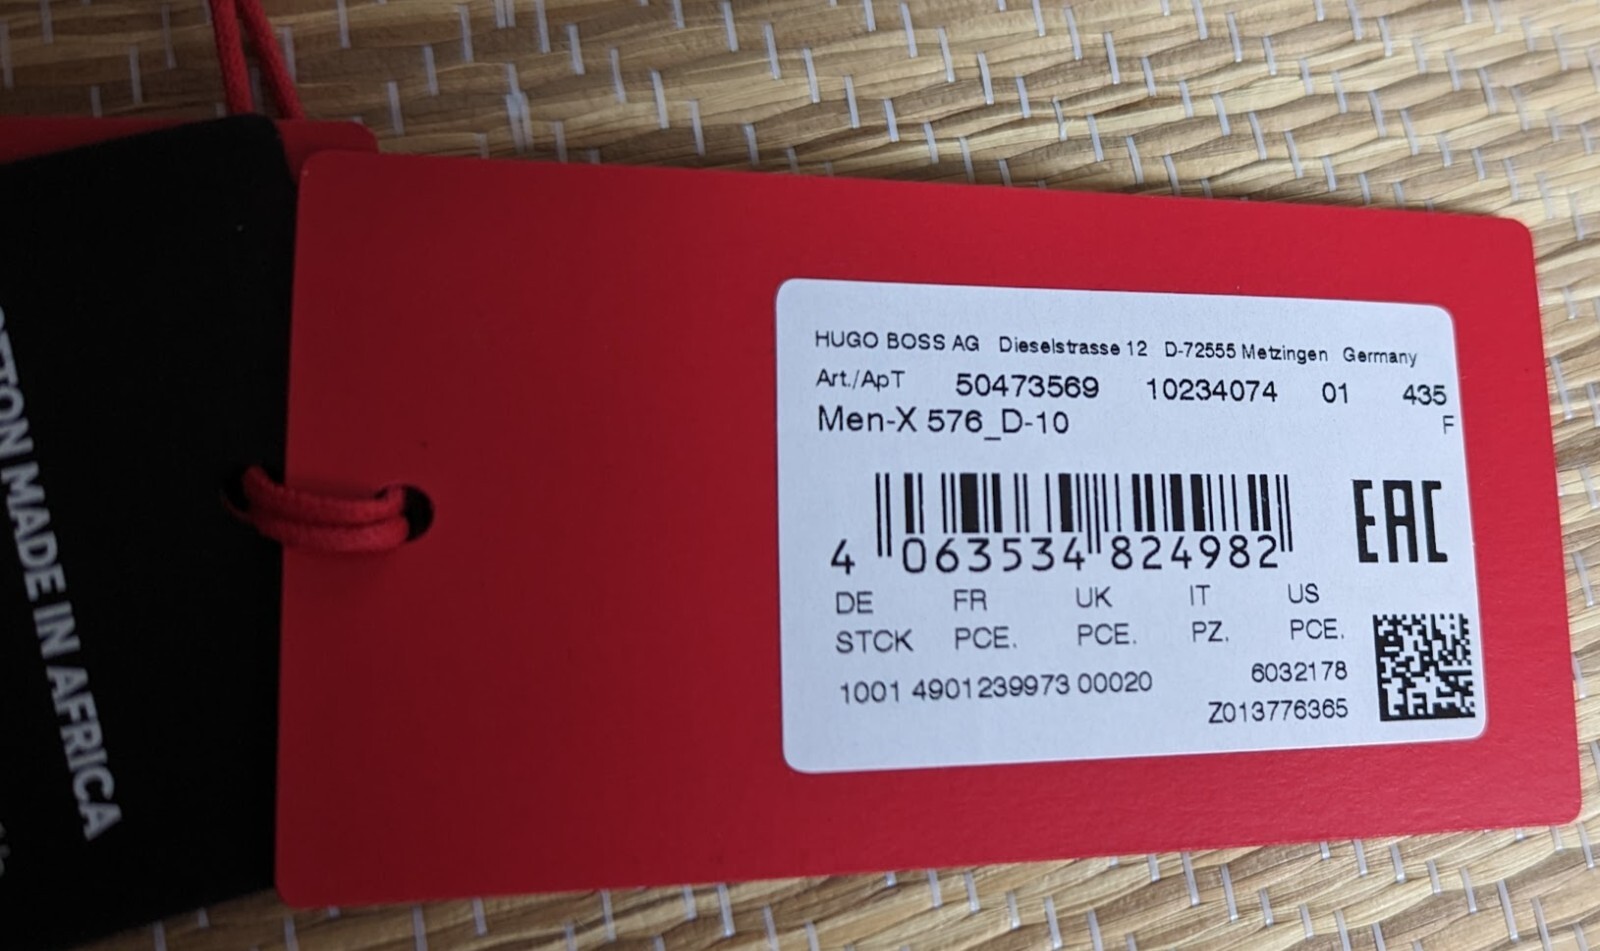 MADE IN AFRICA
HUGO BOSS AG Dieselstrasse 12 D-72555 Metzingen Germany
Art./ApT 50473569 10234074 01 435
Men-X 576_D-10 F
EAC
4 063534 824982
DE FR UK IT US
STCK PCE. PCE. PZ. PCE.
1001 4901239973 00020 6032178
Z013776365